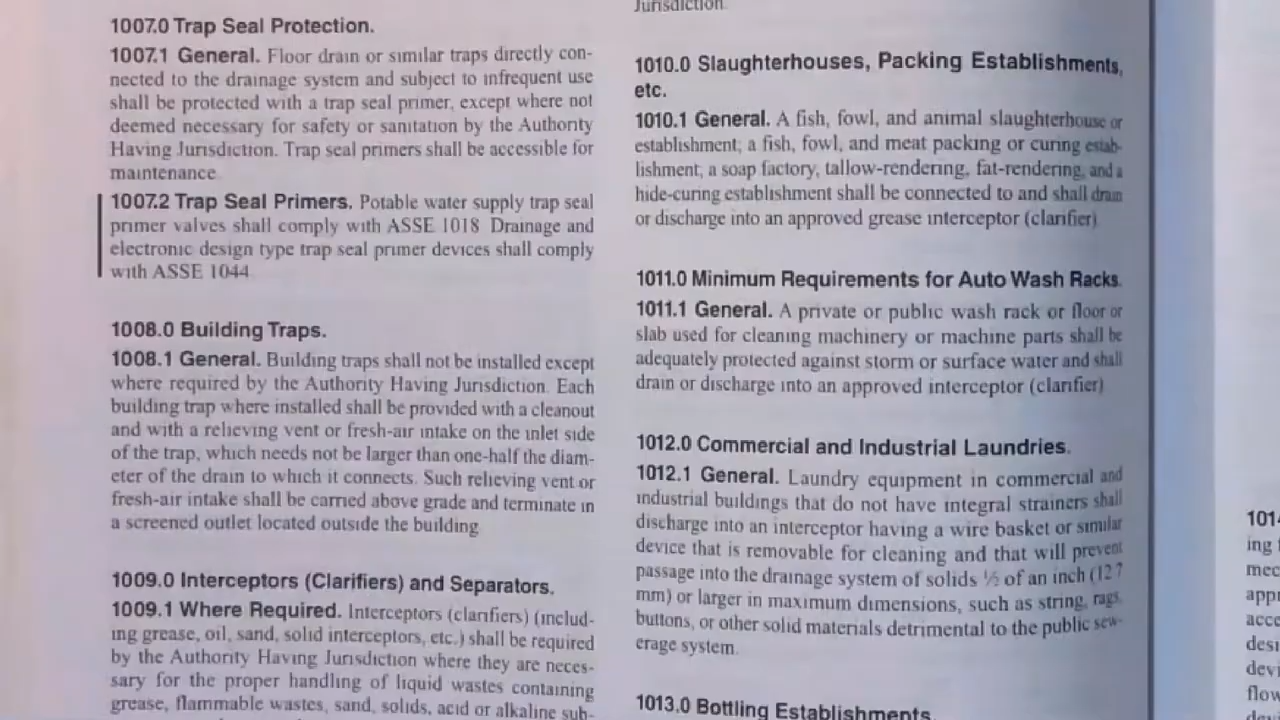 1007.0 Trap Seal Protection.
1007.1 General. Floor drain or similar traps directly con-
nected to the drainage system and subject to infrequent use
shall be protected with a trap seal primer, except where not
deemed necessary for safety or sanitation by the Authority
Having Jurisdiction. Trap seal primers shall be accessible for
maintenance.
1007.2 Trap Seal Primers. Potable water supply trap seal
primer valves shall comply with ASSE 1018. Drainage and
electronic design type trap seal primer devices shall comply
with ASSE 1044.
1008.0 Building Traps.
1008.1 General. Building traps shall not be installed except
where required by the Authority Having Jurisdiction. Each
building trap where installed shall be provided with a cleanout
and with a relieving vent or fresh-air intake on the inlet side
of the trap, which needs not be larger than one-half the diam-
eter of the drain to which it connects. Such relieving vent or
fresh-air intake shall be carried above grade and terminate in
a screened outlet located outside the building.
1009.0 Interceptors (Clarifiers) and Separators.
1009.1 Where Required. Interceptors (clarifiers) (includ-
ing grease, oil, sand, solid interceptors, etc.) shall be required
by the Authority Having Jurisdiction where they are neces-
sary for the proper handling of liquid wastes containing
grease, flammable wastes, sand, solids, acid or alkaline sub-
Jurisdiction.
1010.0 Slaughterhouses, Packing Establishments,
etc.
1010.1 General. A fish, fowl, and animal slaughterhouse or
establishment; a fish, fowl, and meat packing or curing estab-
lishment; a soap factory, tallow-rendering, fat-rendering, and a
hide-curing establishment shall be connected to and shall drain
or discharge into an approved grease interceptor (clarifier).
1011.0 Minimum Requirements for Auto Wash Racks.
1011.1 General. A private or public wash rack or floor or
slab used for cleaning machinery or machine parts shall be
adequately protected against storm or surface water and shall
drain or discharge into an approved interceptor (clarifier).
1012.0 Commercial and Industrial Laundries.
1012.1 General. Laundry equipment in commercial and
industrial buildings that do not have integral strainers shall
discharge into an interceptor having a wire basket or similar
device that is removable for cleaning and that will prevent
passage into the drainage system of solids ½ of an inch (12.7
mm) or larger in maximum dimensions, such as string, rags,
buttons, or other solid materials detrimental to the public sew-
erage system.
1013.0 Bottling Establishments.
1014
ing